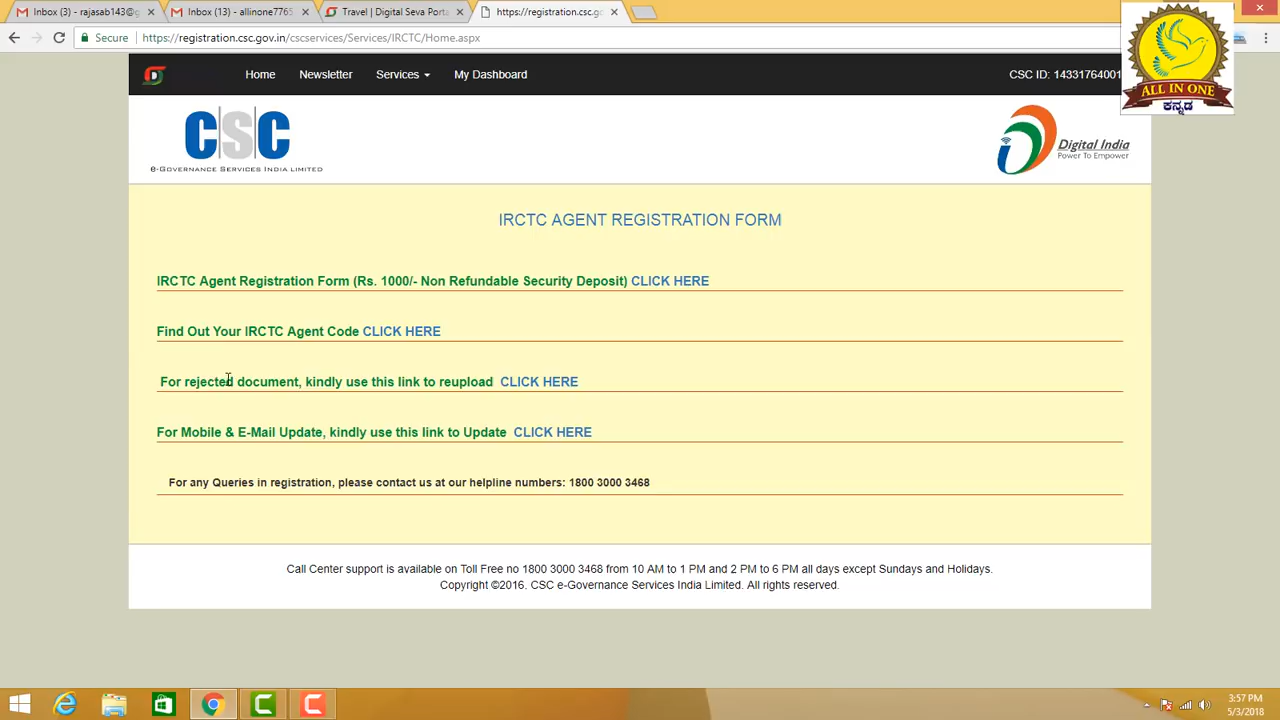 Inbox (3) - rajasab143@g
Inbox (13) - allinone7765
Travel | Digital Seva Porta
https://registration.csc.go
Secure https://registration.csc.gov.in/cscservices/Services/IRCTC/Home.aspx
Home Newsletter Services My Dashboard CSC ID: 14331764001
ALL IN ONE
ಕನ್ನಡ
CSC
e-GOVERNANCE SERVICES INDIA LIMITED
Digital India
Power To Empower
IRCTC AGENT REGISTRATION FORM
IRCTC Agent Registration Form (Rs. 1000/- Non Refundable Security Deposit) CLICK HERE
Find Out Your IRCTC Agent Code CLICK HERE
For rejected document, kindly use this link to reupload CLICK HERE
For Mobile & E-Mail Update, kindly use this link to Update CLICK HERE
For any Queries in registration, please contact us at our helpline numbers: 1800 3000 3468
Call Center support is available on Toll Free no 1800 3000 3468 from 10 AM to 1 PM and 2 PM to 6 PM all days except Sundays and Holidays.
Copyright ©2016. CSC e-Governance Services India Limited. All rights reserved.
3:57 PM
5/3/2018